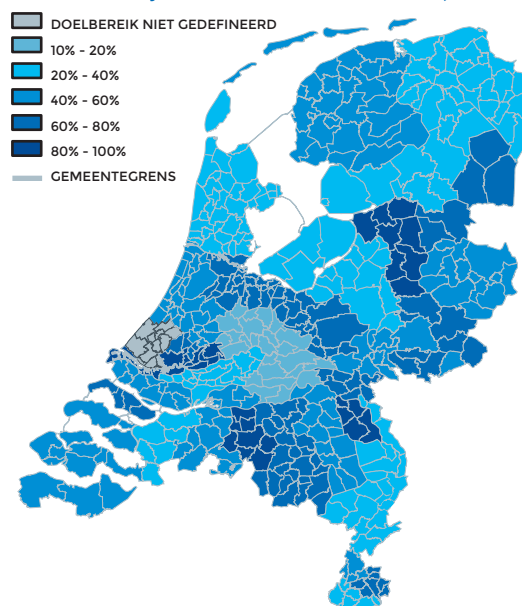 DOELBEREIK NIET GEDEFINEERD
10% - 20%
20% - 40%
40% - 60%
60% - 80%
80% - 100%
GEMEENTEGRENS